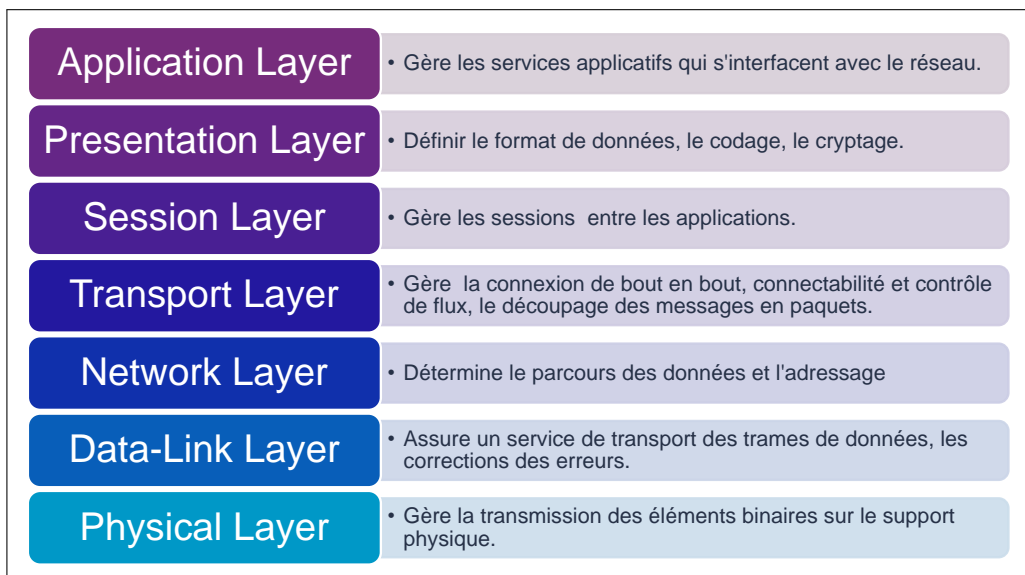 Application Layer
• Gère les services applicatifs qui s'interfacent avec le réseau.
Presentation Layer
• Définir le format de données, le codage, le cryptage.
Session Layer
• Gère les sessions entre les applications.
Transport Layer
• Gère la connexion de bout en bout, connectabilité et contrôle
de flux, le découpage des messages en paquets.
Network Layer
• Détermine le parcours des données et l'adressage
Data-Link Layer
• Assure un service de transport des trames de données, les
corrections des erreurs.
Physical Layer
• Gère la transmission des éléments binaires sur le support
physique.